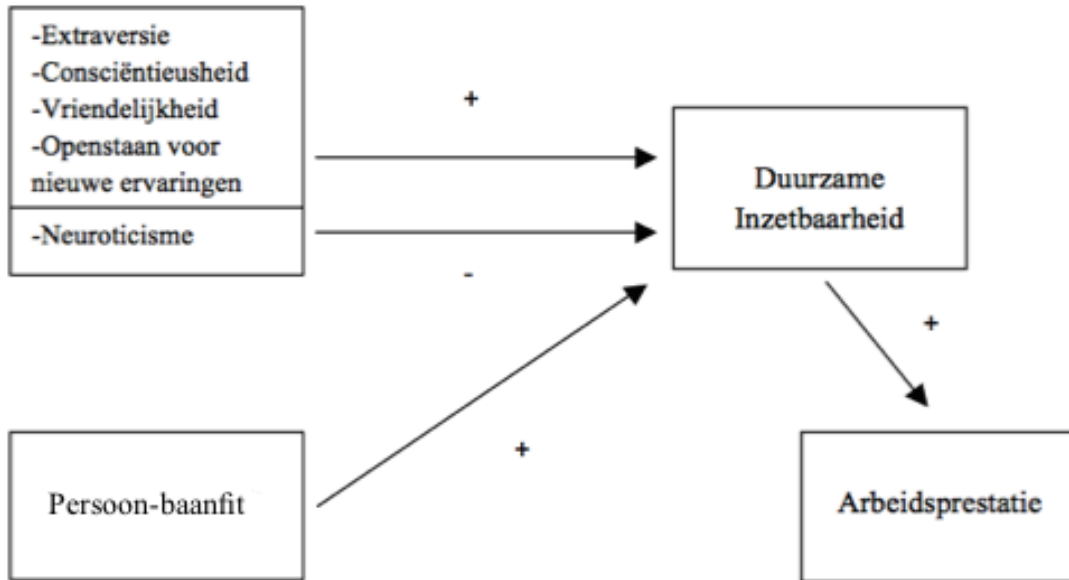 -Extraversie
-Consciëntieusheid
-Vriendelijkheid
-Openstaan voor
nieuwe ervaringen
-Neuroticisme
+
-
Duurzame
Inzetbaarheid
+
+
Persoon-baanfit
Arbeidsprestatie